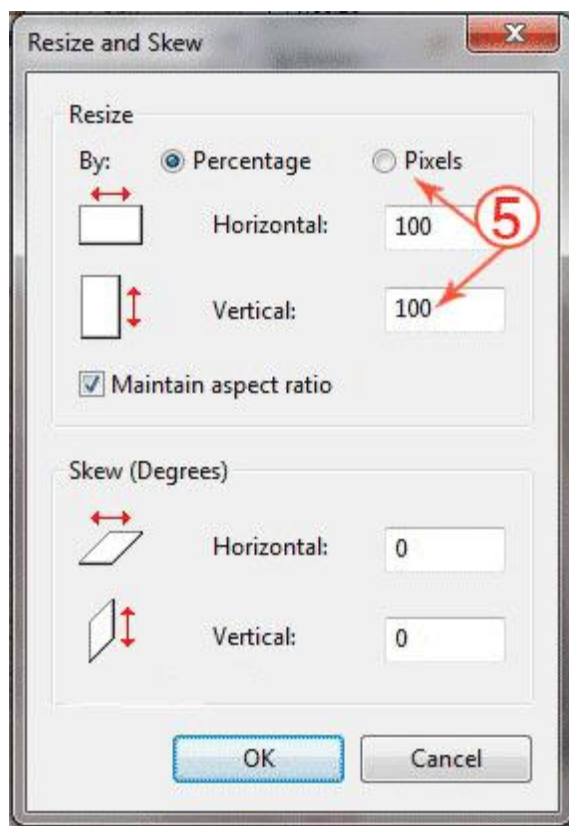 Resize and Skew
Resize
By: Percentage Pixels
Horizontal: 100
5
Vertical: 100
Maintain aspect ratio
Skew (Degrees)
Horizontal: 0
Vertical: 0
OK Cancel